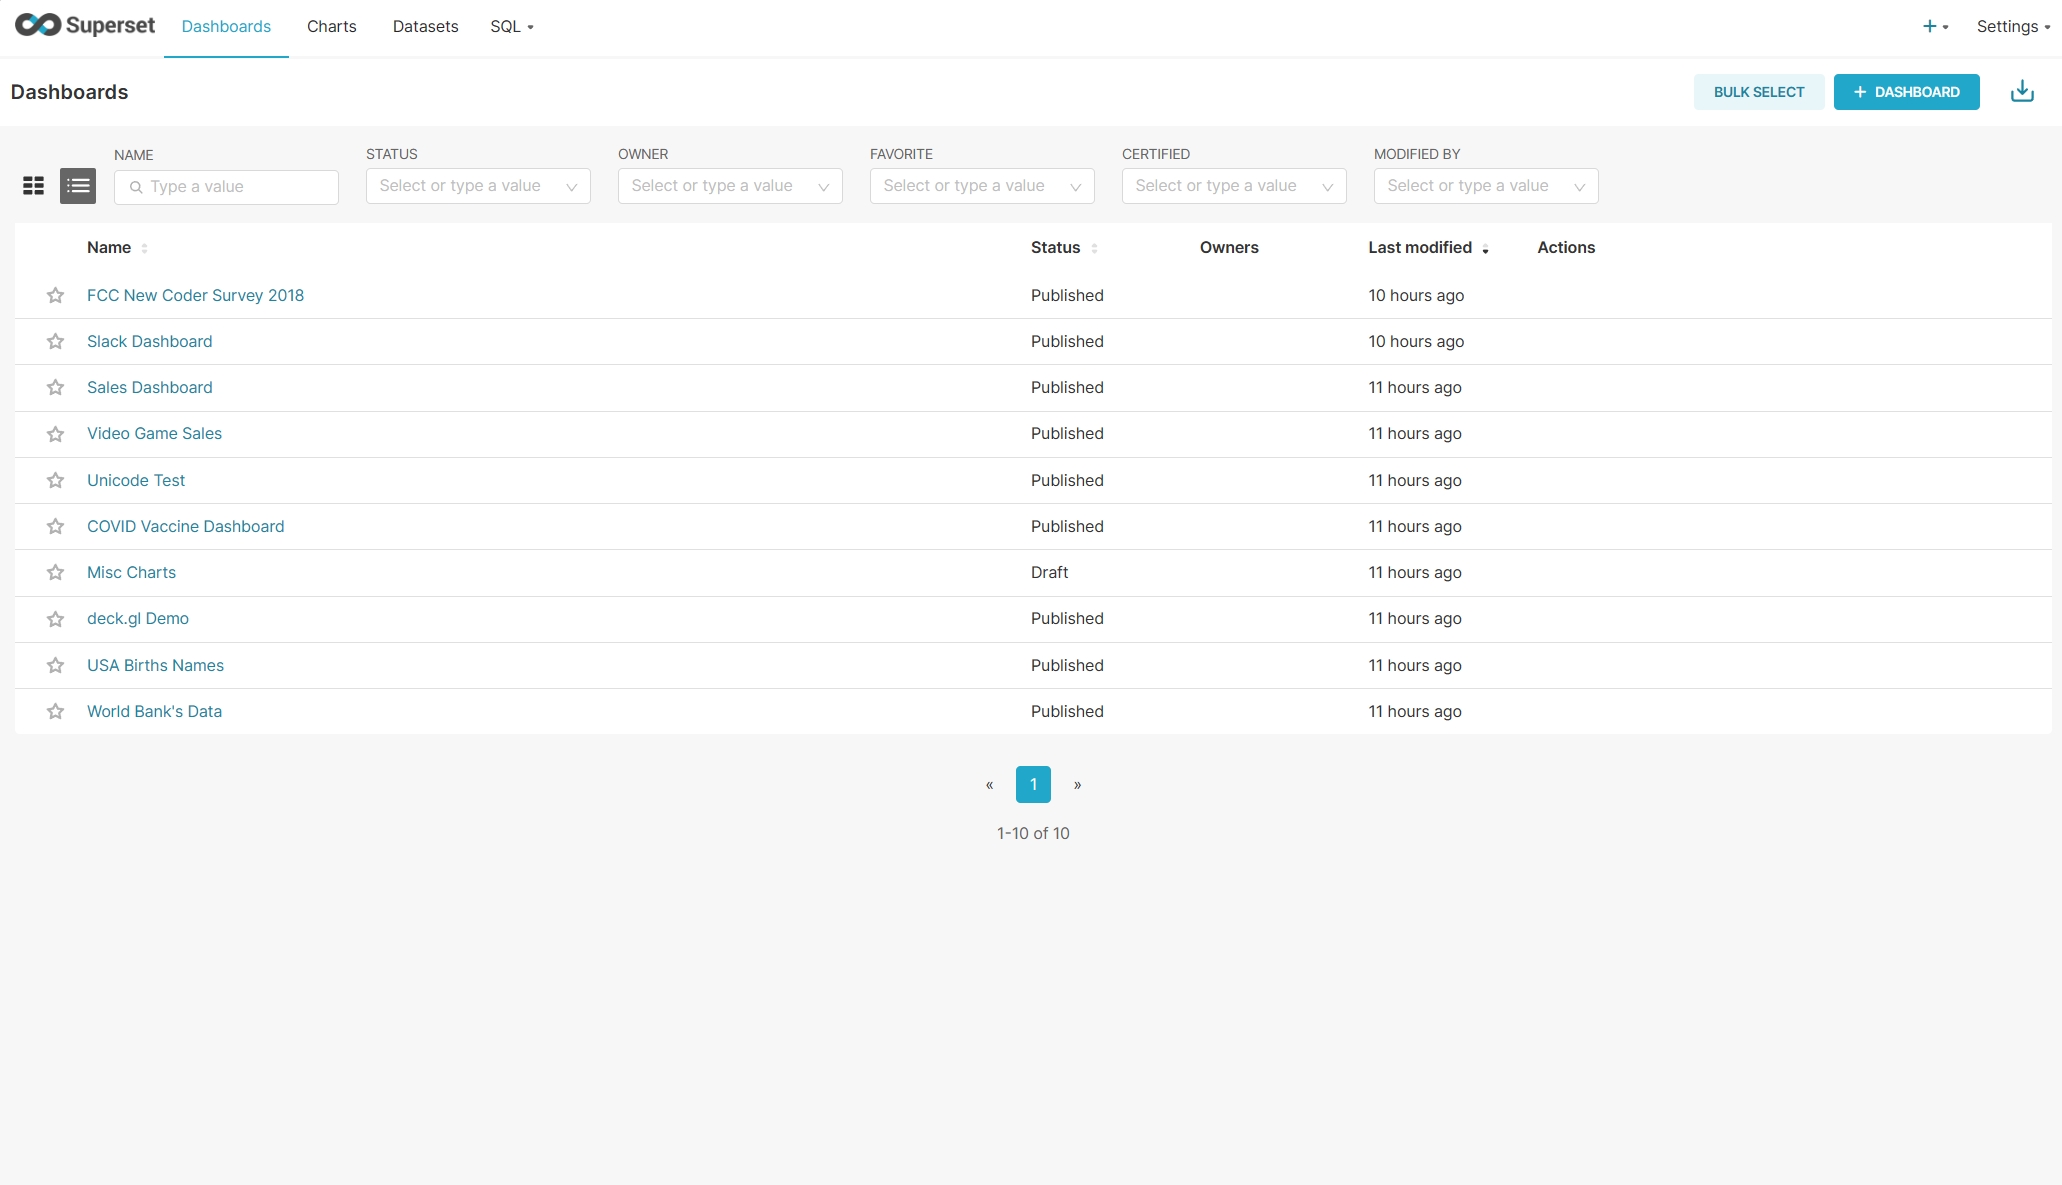 Superset Dashboards Charts Datasets SQL Settings
Dashboards BULK SELECT + DASHBOARD
NAME STATUS OWNER FAVORITE CERTIFIED MODIFIED BY
Type a value Select or type a value Select or type a value Select or type a value Select or type a value Select or type a value
Name Status Owners Last modified Actions
FCC New Coder Survey 2018 Published 10 hours ago
Slack Dashboard Published 10 hours ago
Sales Dashboard Published 11 hours ago
Video Game Sales Published 11 hours ago
Unicode Test Published 11 hours ago
COVID Vaccine Dashboard Published 11 hours ago
Misc Charts Draft 11 hours ago
deck.gl Demo Published 11 hours ago
USA Births Names Published 11 hours ago
World Bank's Data Published 11 hours ago
« 1 »
1-10 of 10